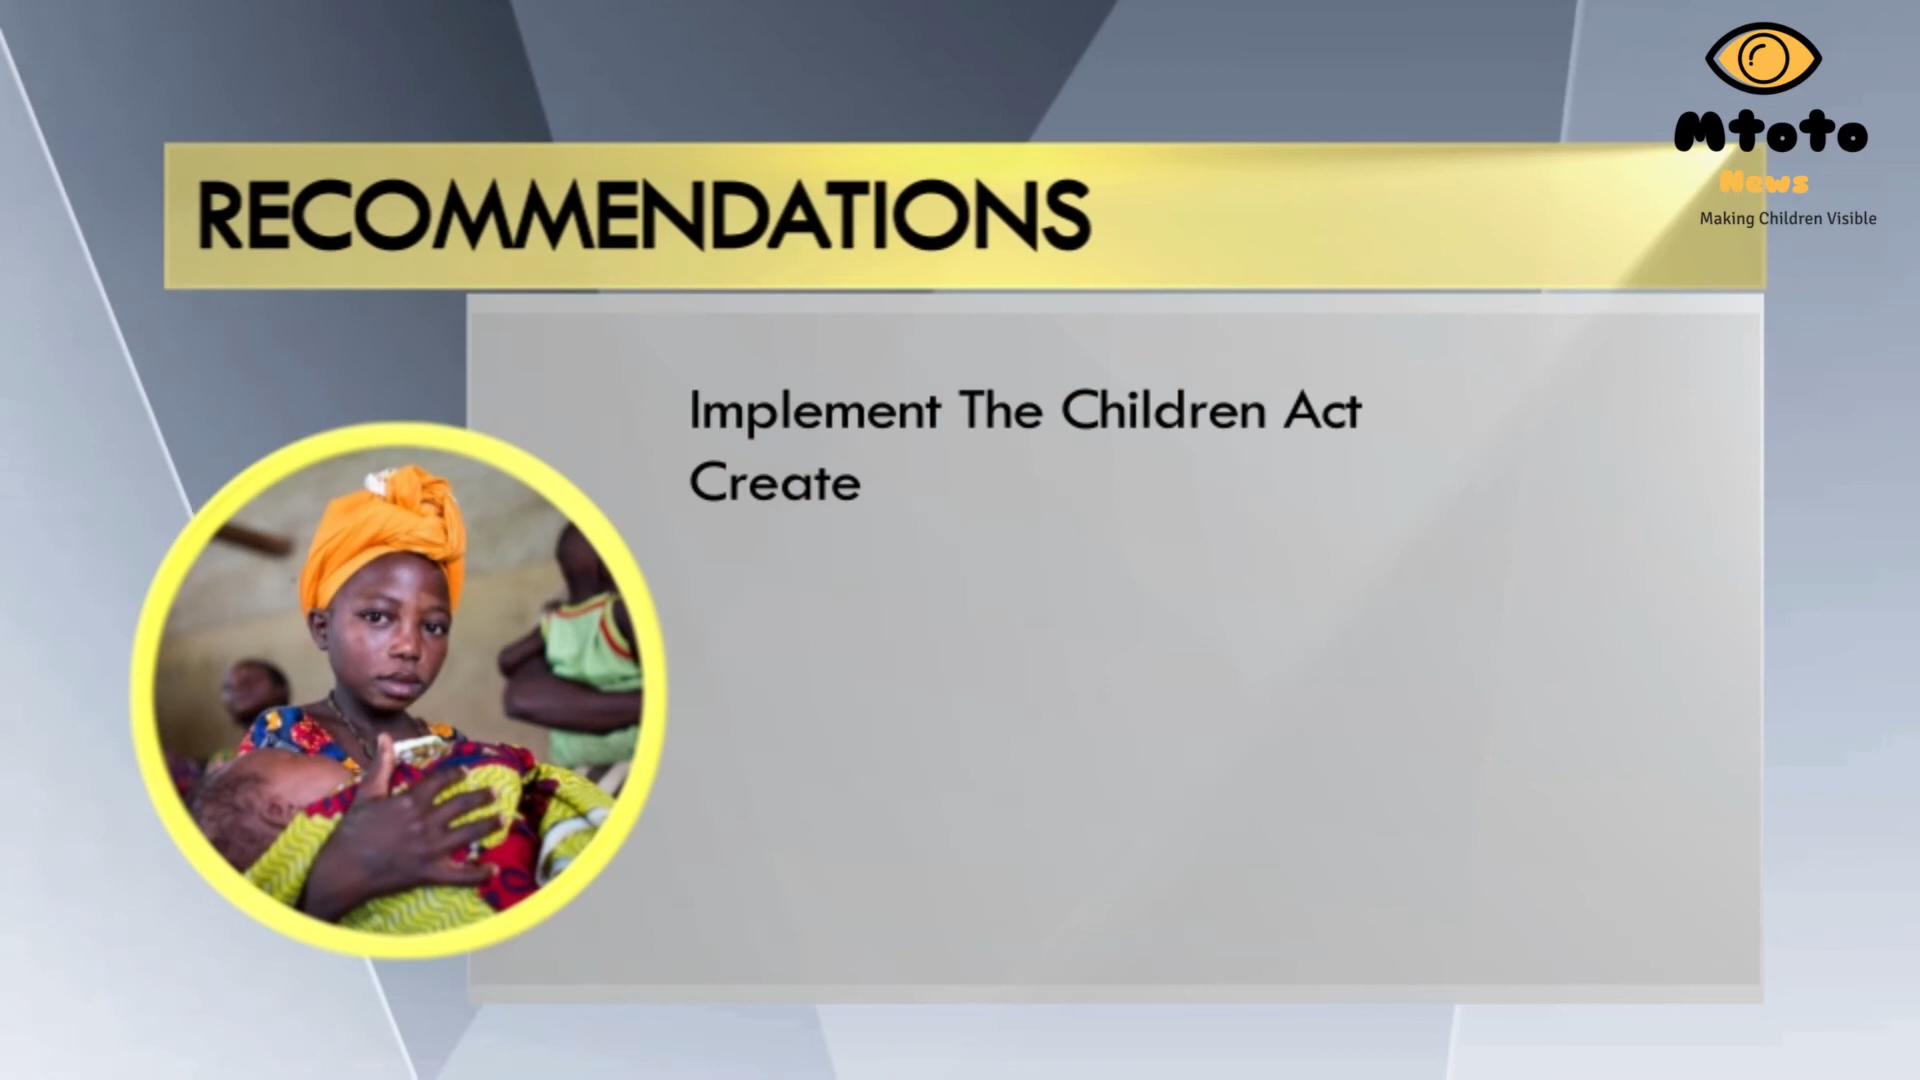 Mtoto
News
Making Children Visible
RECOMMENDATIONS
Implement The Children Act
Create